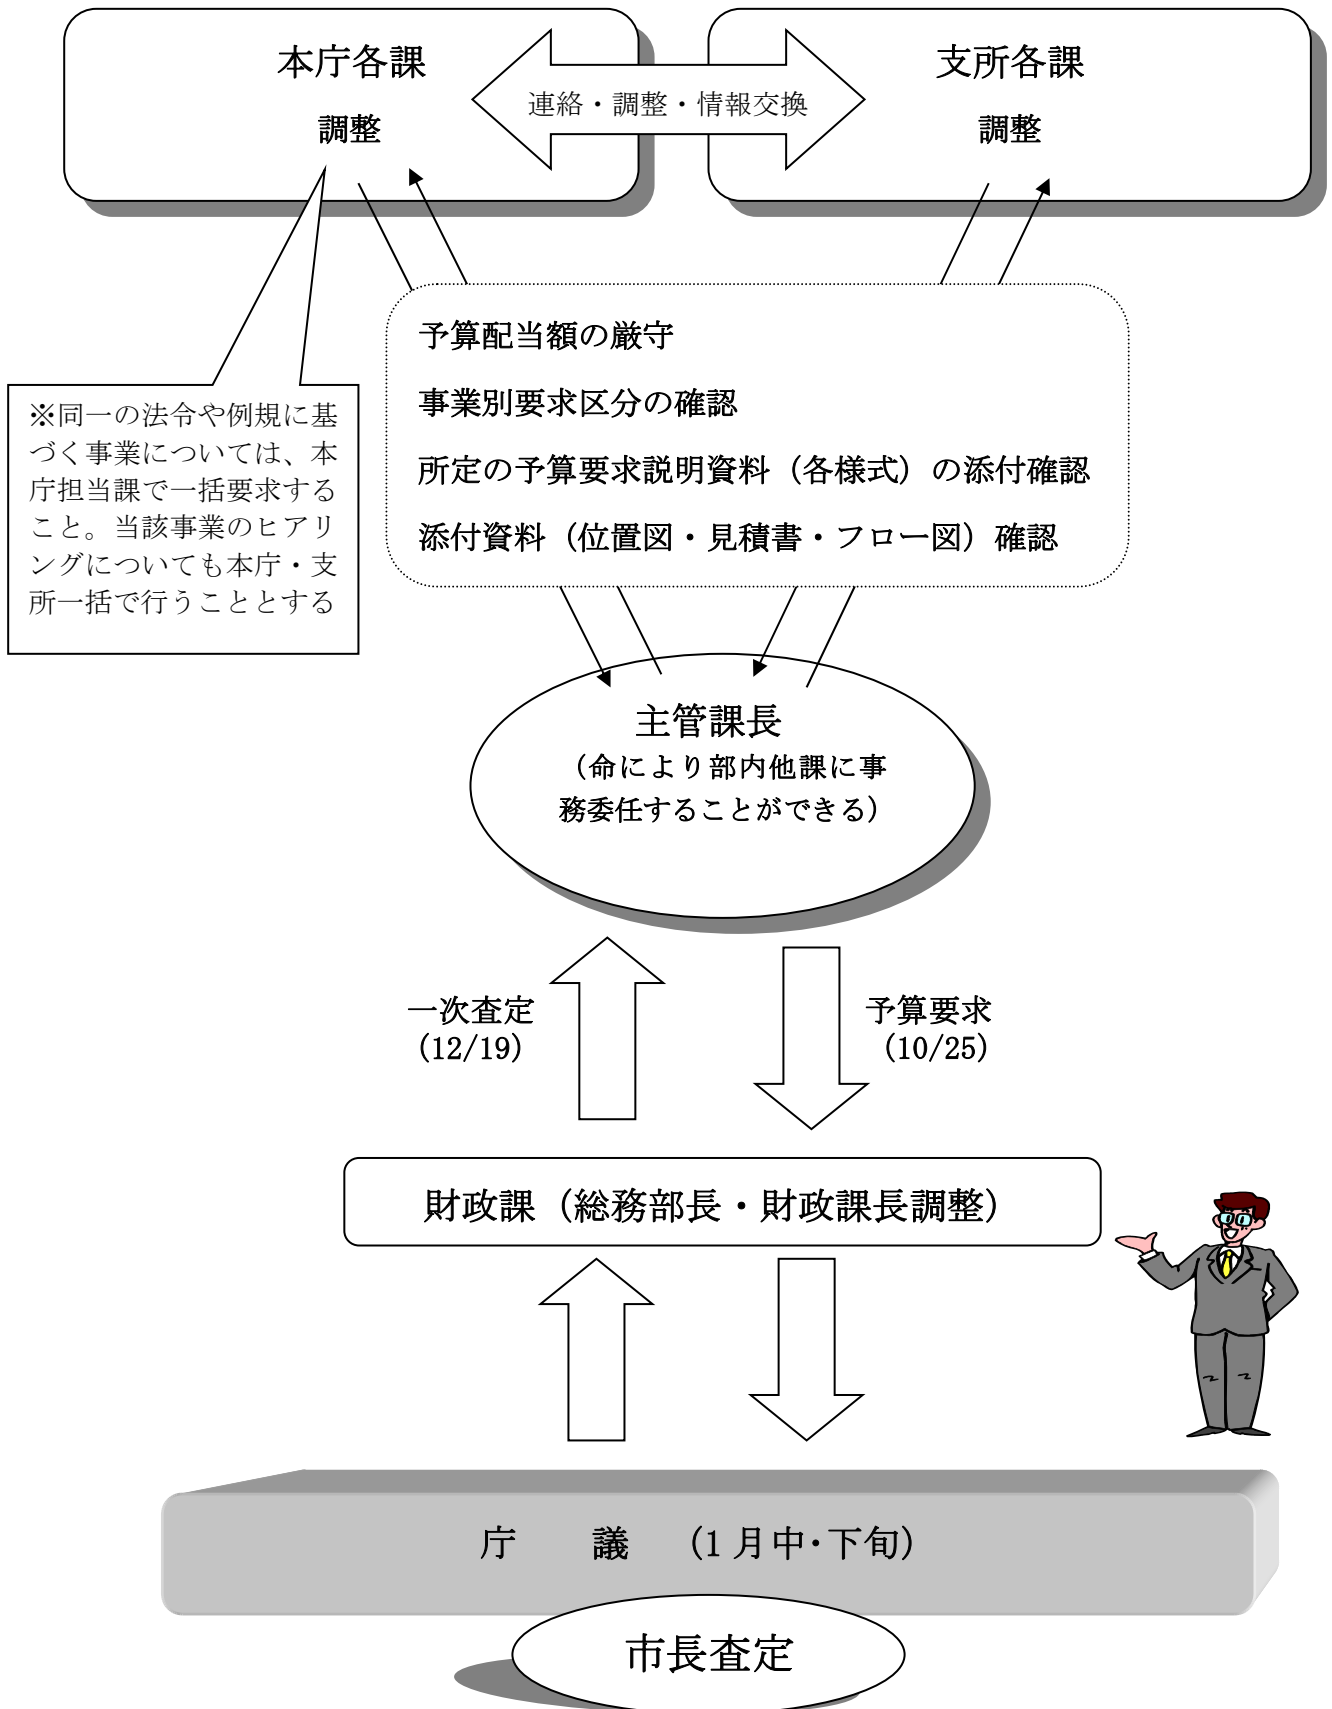 本庁各課
調整
連絡・調整・情報交換
支所各課
調整
予算配当額の厳守
事業別要求区分の確認
所定の予算要求説明資料（各様式）の添付確認
添付資料（位置図・見積書・フロー図）確認
※同一の法令や例規に基
づく事業については、本
庁担当課で一括要求する
こと。当該事業のヒアリ
ングについても本庁・支
所一括で行うこととする
主管課長
（命により部内他課に事
務委任することができる）
一次査定
(12/19)
予算要求
(10/25)
財政課（総務部長・財政課長調整）
庁　議　（1月中・下旬）
市長査定